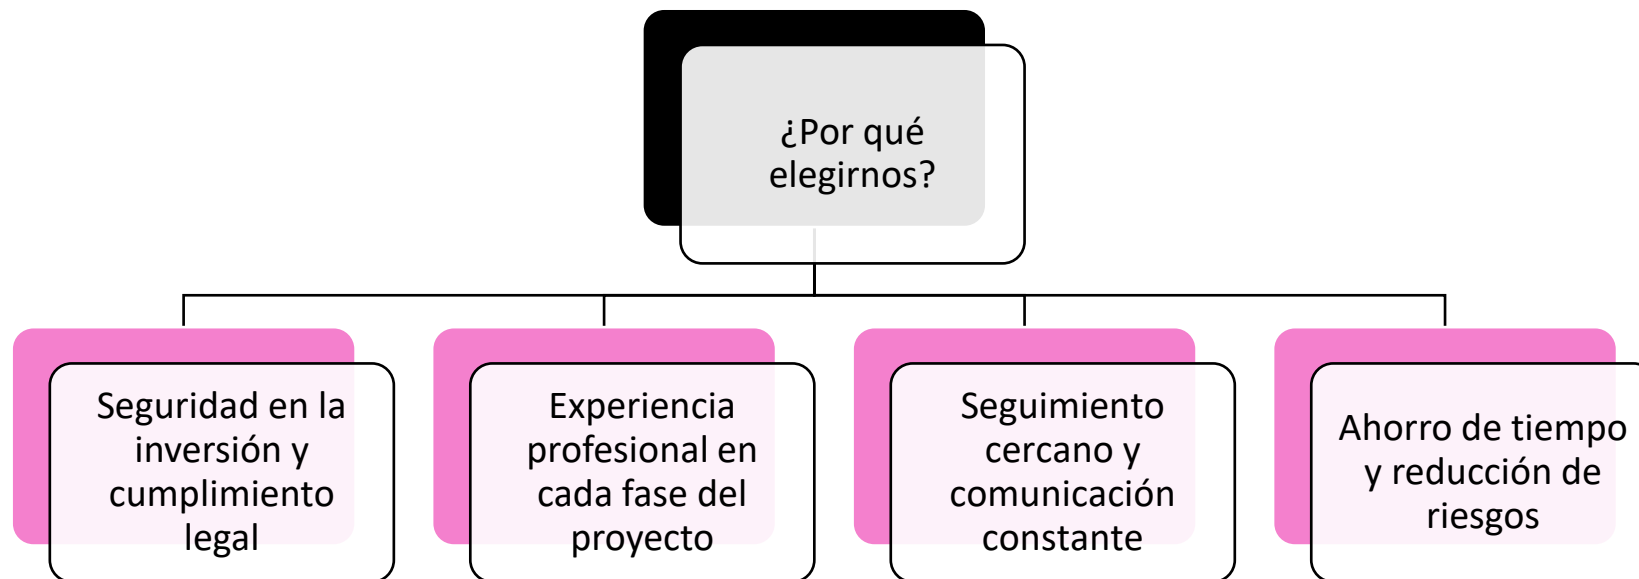 ¿Por qué
elegirnos?
Seguridad en la
inversión y
cumplimiento
legal
Experiencia
profesional en
cada fase del
proyecto
Seguimiento
cercano y
comunicación
constante
Ahorro de tiempo
y reducción de
riesgos